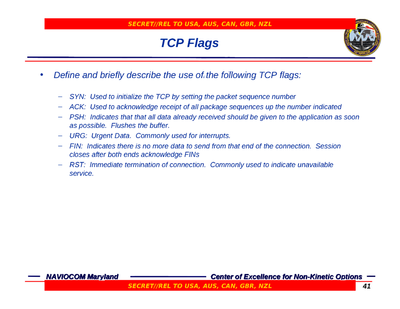 SECRET//REL TO USA, AUS, CAN, GBR, NZL
TCP Flags
• Define and briefly describe the use of the following TCP flags:
– SYN: Used to initialize the TCP by setting the packet sequence number
– ACK: Used to acknowledge receipt of all package sequences up the number indicated
– PSH: Indicates that that all data already received should be given to the application as soon
as possible. Flushes the buffer.
– URG: Urgent Data. Commonly used for interrupts.
– FIN: Indicates there is no more data to send from that end of the connection. Session
closes after both ends acknowledge FINs
– RST: Immediate termination of connection. Commonly used to indicate unavailable
service.
NAVIOCOM Maryland Center of Excellence for Non-Kinetic Options
SECRET//REL TO USA, AUS, CAN, GBR, NZL 41